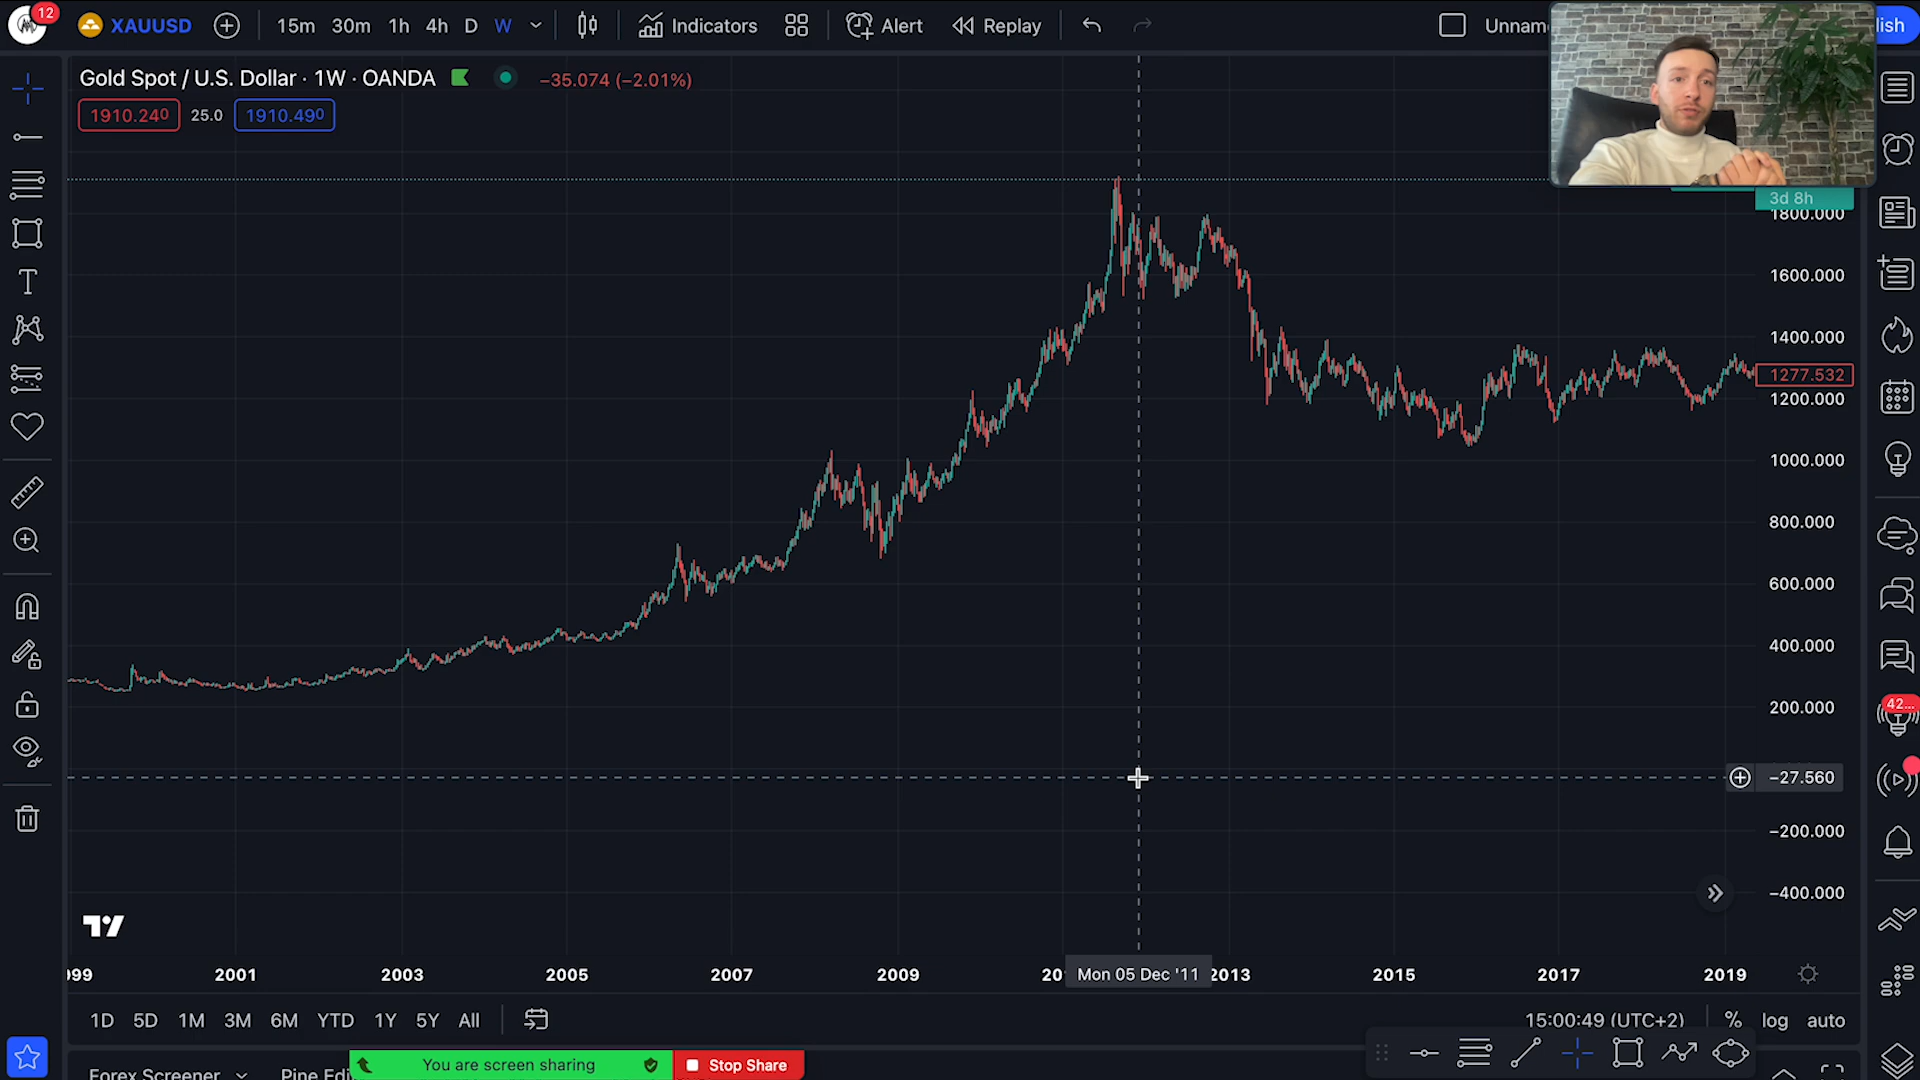 12
XAUUSD
15m 30m 1h 4h D W
Indicators
Alert
Replay
Unnam
lish
Gold Spot / U.S. Dollar · 1W · OANDA
−35.074 (−2.01%)
1910.240 25.0 1910.490
3d 8h
1800.000
1600.000
1400.000
1277.532
1200.000
1000.000
800.000
600.000
400.000
200.000
−27.560
−200.000
−400.000
42...
99 2001 2003 2005 2007 2009 20 Mon 05 Dec '11 2013 2015 2017 2019
1D 5D 1M 3M 6M YTD 1Y 5Y All
15:00:49 (UTC+2) % log auto
Forex Screener Pine Edi
You are screen sharing
Stop Share